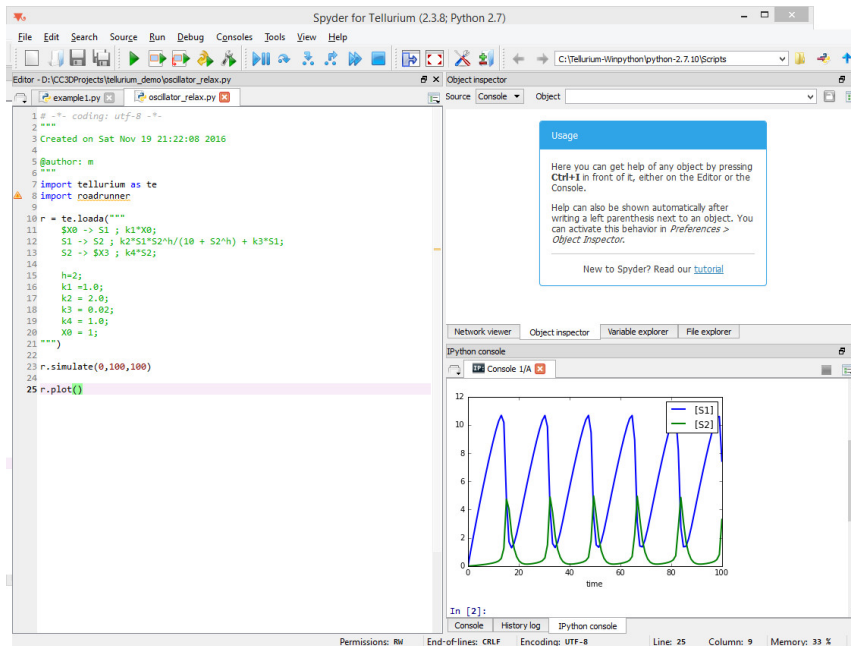 Spyder for Tellurium (2.3.8; Python 2.7)
File Edit Search Source Run Debug Consoles Tools View Help
C:\Tellurium-Winpython\python-2.7.10\Scripts
Editor - D:\CC3DProjects\tellurium_demo\oscilator_relax.py
example1.py oscilator_relax.py
1 # -*- coding: utf-8 -*-
2 """
3 Created on Sat Nov 19 21:22:08 2016
4
5 @author: m
6 """
7 import tellurium as te
8 import roadrunner
9
10 r = te.loada("""
11 $X0 -> S1 ; k1*X0;
12 S1 -> S2 ; k2*S1*S2^h/(10 + S2^h) + k3*S1;
13 S2 -> $X3 ; k4*S2;
14
15 h=2;
16 k1 =1.0;
17 k2 = 2.0;
18 k3 = 0.02;
19 k4 = 1.0;
20 X0 = 1;
21 """)
22
23 r.simulate(0,100,100)
24
25 r.plot()
Object inspector
Source Console Object
Usage
Here you can get help of any object by pressing
Ctrl+I in front of it, either on the Editor or the
Console.
Help can also be shown automatically after
writing a left parenthesis next to an object. You
can activate this behavior in Preferences >
Object Inspector.
New to Spyder? Read our tutorial
Network viewer Object inspector Variable explorer File explorer
IPython console
IP: Console 1/A
12
10
8
6
4
2
0
[S1]
[S2]
0 20 40 60 80 100
time
In [2]:
Console History log IPython console
Permissions: RW End-of-lines: CRLF Encoding: UTF-8 Line: 25 Column: 9 Memory: 33 %